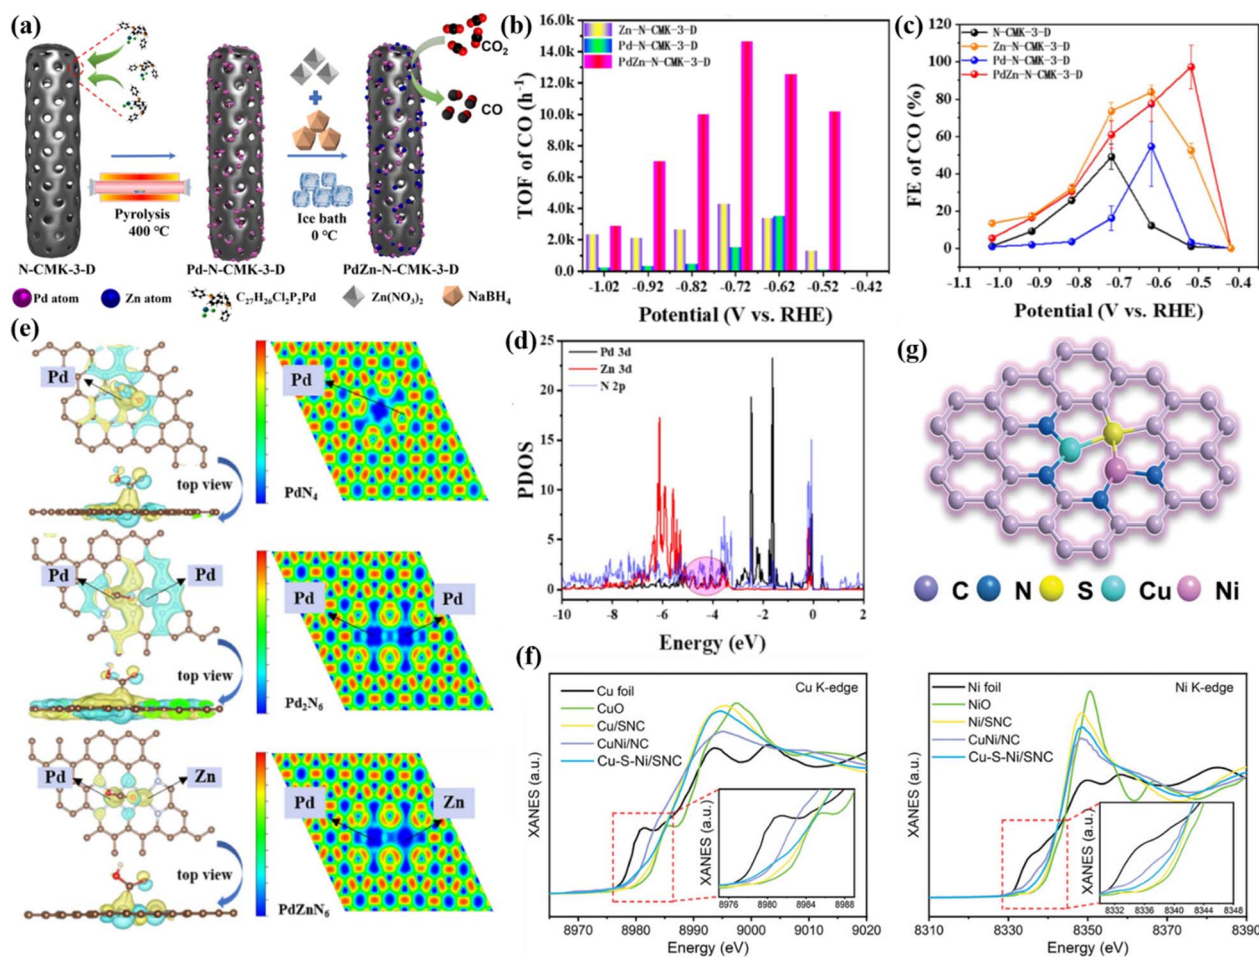 (a)
CO₂
CO
Pyrolysis
400 °C
Ice bath
0 °C
N-CMK-3-D
Pd-N-CMK-3-D
PdZn-N-CMK-3-D
Pd atom
Zn atom
C₂₇H₂₆Cl₂P₂Pd
Zn(NO₃)₂
NaBH₄
(b)
16.0k
14.0k
12.0k
10.0k
8.0k
6.0k
4.0k
2.0k
0.0
TOF of CO (h⁻¹)
Zn-N-CMK-3-D
Pd-N-CMK-3-D
PdZn-N-CMK-3-D
-1.02 -0.92 -0.82 -0.72 -0.62 -0.52 -0.42
Potential (V vs. RHE)
(c)
120
100
80
60
40
20
0
FE of CO (%)
N-CMK-3-D
Zn-N-CMK-3-D
Pd-N-CMK-3-D
PdZn-N-CMK-3-D
-1.1 -1.0 -0.9 -0.8 -0.7 -0.6 -0.5 -0.4
Potential (V vs. RHE)
(e)
Pd
top view
Pd
PdN₄
Pd
Pd
top view
Pd
Pd
Pd₂N₆
Pd
Zn
top view
Pd
Zn
PdZnN₆
(d)
25
20
15
10
5
0
PDOS
Pd 3d
Zn 3d
N 2p
-10 -8 -6 -4 -2 0 2
Energy (eV)
(g)
C N S Cu Ni
(f)
XANES (a.u.)
Cu foil
CuO
Cu/SNC
CuNi/NC
Cu-S-Ni/SNC
Cu K-edge
XANES (a.u.)
8976 8980 8984 8988
8970 8980 8990 9000 9010 9020
Energy (eV)
XANES (a.u.)
Ni foil
NiO
Ni/SNC
CuNi/NC
Cu-S-Ni/SNC
Ni K-edge
XANES (a.u.)
8332 8336 8340 8344 8348
8310 8330 8350 8370 8390
Energy (eV)